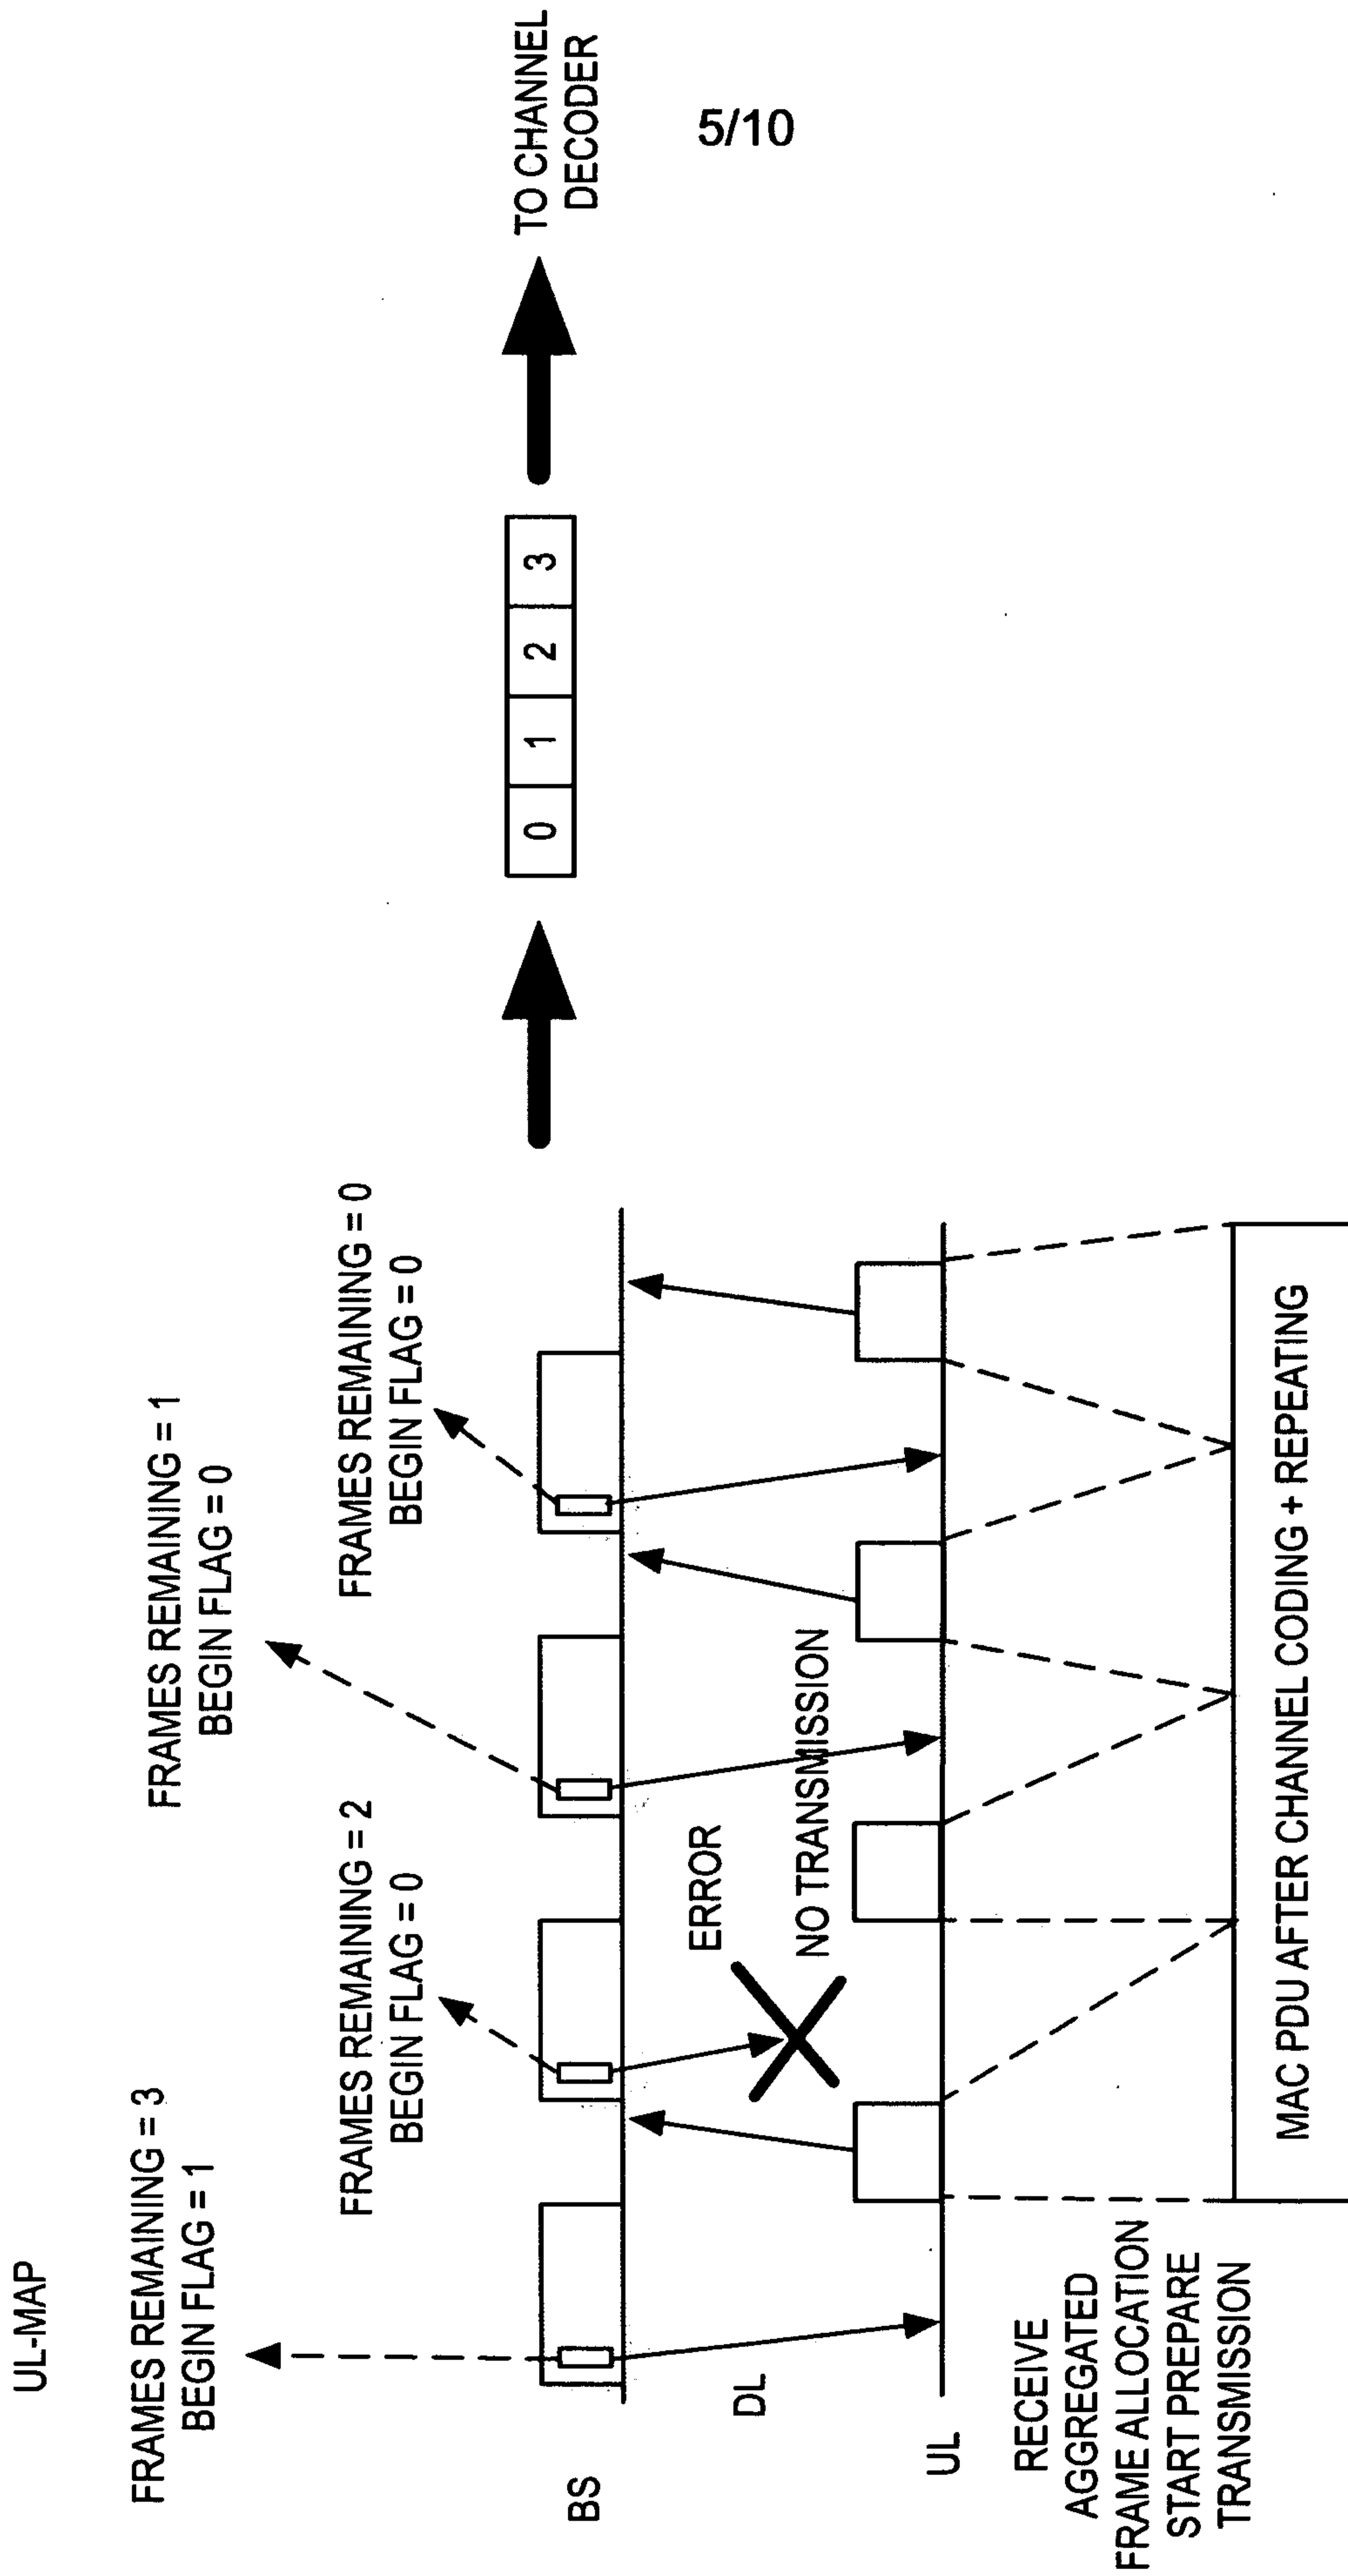 5/10
UL-MAP
FRAMES REMAINING = 3
BEGIN FLAG = 1
FRAMES REMAINING = 2
BEGIN FLAG = 0
FRAMES REMAINING = 1
BEGIN FLAG = 0
FRAMES REMAINING = 0
BEGIN FLAG = 0
BS
0 1 2 3
TO CHANNEL
DECODER
DL
ERROR
NO TRANSMISSION
UL
RECEIVE
AGGREGATED
FRAME ALLOCATION
START PREPARE
TRANSMISSION
MAC PDU AFTER CHANNEL CODING + REPEATING